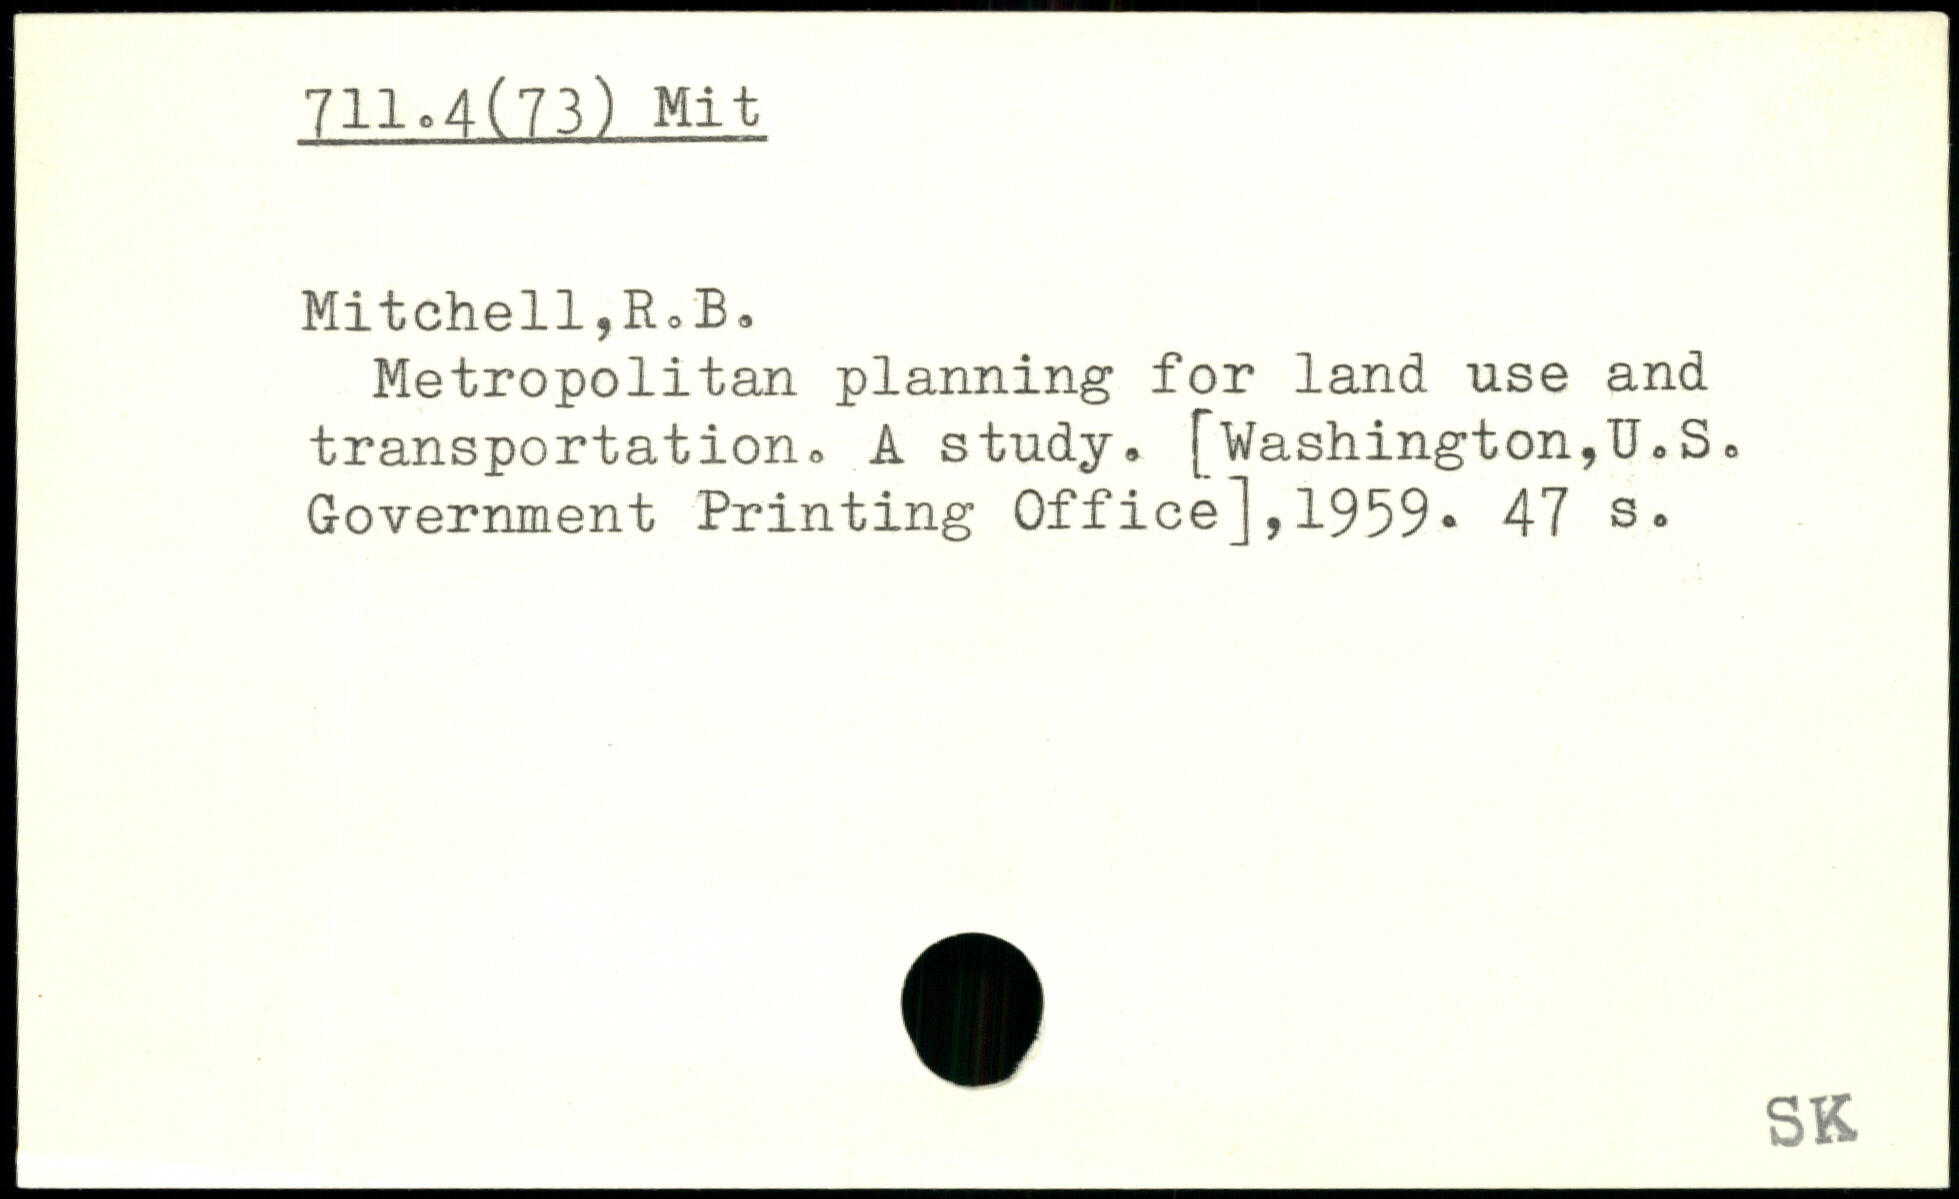 711.4(73) Mit
Mitchell,R.B.
Metropolitan planning for land use and
transportation. A study. [Washington,U.S.
Government Printing Office],1959. 47 s.
SK